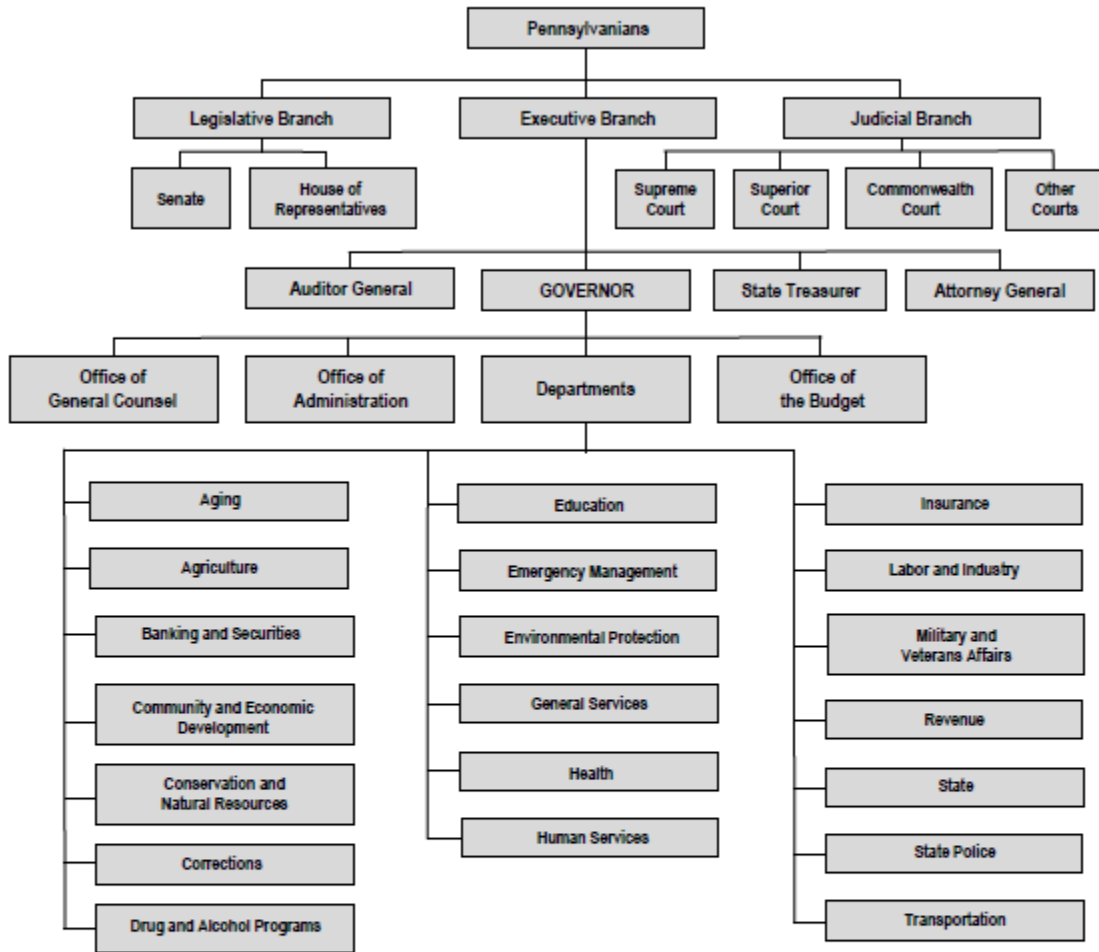 Pennsylvanians
Legislative Branch
Executive Branch
Judicial Branch
Senate
House of
Representatives
Supreme
Court
Superior
Court
Commonwealth
Court
Other
Courts
Auditor General
GOVERNOR
State Treasurer
Attorney General
Office of
General Counsel
Office of
Administration
Departments
Office of
the Budget
Aging
Agriculture
Banking and Securities
Community and Economic
Development
Conservation and
Natural Resources
Corrections
Drug and Alcohol Programs
Education
Emergency Management
Environmental Protection
General Services
Health
Human Services
Insurance
Labor and Industry
Military and
Veterans Affairs
Revenue
State
State Police
Transportation